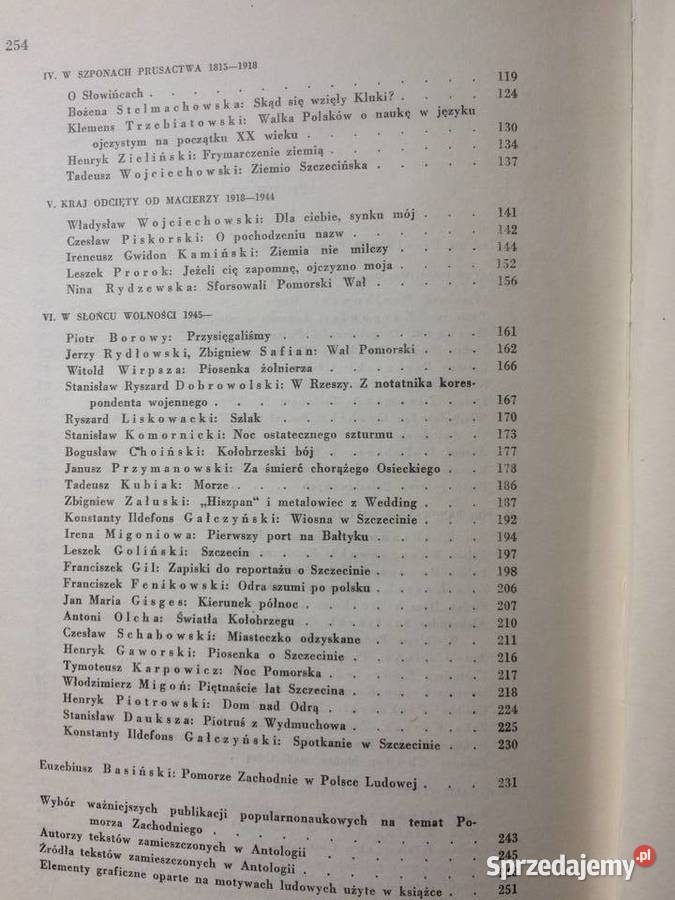 254
IV. W SZPONACH PRUSACTWA 1815—1918
O Słowińcach . . . . . . . . . . . . 119
Bożena Stelmachowska: Skąd się wzięły Kluki? . . . . 124
Klemens Trzebiatowski: Walka Polaków o naukę w języku
ojczystym na początku XX wieku . . . . . . . 130
Henryk Zieliński: Frymarczenie ziemią . . . . . . 134
Tadeusz Wojciechowski: Ziemio Szczecińska . . . . . 137
V. KRAJ ODCIĘTY OD MACIERZY 1918—1944
Władysław Wojciechowski: Dla ciebie, synku mój . . . 141
Czesław Piskorski: O pochodzeniu nazw . . . . . 142
Ireneusz Gwidon Kamiński: Ziemia nie milczy . . . . 144
Leszek Prorok: Jeżeli cię zapomnę, ojczyzno moja . . . . 152
Nina Rydzewska: Sforsowali Pomorski Wał . . . . . 156
VI. W SŁOŃCU WOLNOŚCI 1945—
Piotr Borowy: Przysięgaliśmy . . . . . . . . 161
Jerzy Rydłowski, Zbigniew Safian: Wał Pomorski . . . 162
Witold Wirpsza: Piosenka żołnierza . . . . . . . 166
Stanisław Ryszard Dobrowolski: W Rzeszy. Z notatnika kores-
pondenta wojennego . . . . . . . . . . . 167
Ryszard Liskowacki: Szlak . . . . . . . . . 170
Stanisław Komornicki: Noc ostatecznego szturmu . . . . 173
Bogusław Choiński: Kołobrzeski bój . . . . . . 177
Janusz Przymanowski: Za śmierć chorążego Osieckiego . . 178
Tadeusz Kubiak: Morze . . . . . . . . . . 186
Zbigniew Załuski: „Hiszpan" i metalowiec z Wedding . . . 187
Konstanty Ildefons Gałczyński: Wiosna w Szczecinie . . 192
Irena Migoniowa: Pierwszy port na Bałtyku . . . . . 194
Leszek Goliński: Szczecin . . . . . . . . . 197
Franciszek Gil: Zapiski do reportażu o Szczecinie . . . . 198
Franciszek Fenikowski: Odra szumi po polsku . . . . 206
Jan Maria Gisges: Kierunek północ . . . . . . . 207
Antoni Olcha: Światła Kołobrzegu . . . . . . . 210
Czesław Schabowski: Miasteczko odzyskane . . . . . 211
Henryk Gaworski: Piosenka o Szczecinie . . . . . 216
Tymoteusz Karpowicz: Noc Pomorska . . . . . . 217
Włodzimierz Migoń: Piętnaście lat Szczecina . . . . . 218
Henryk Piotrowski: Dom nad Odrą . . . . . . . 224
Stanisław Dauksza: Piotruś z Wydmuchowa . . . . . 225
Konstanty Ildefons Gałczyński: Spotkanie w Szczecinie . . 230
Euzebiusz Basiński: Pomorze Zachodnie w Polsce Ludowej . . . 231
Wybór ważniejszych publikacji popularnonaukowych na temat Po-
morza Zachodniego . . . . . . . . . . . 243
Autorzy tekstów zamieszczonych w Antologii . . . . . . 245
Źródła tekstów zamieszczonych w Antologii . . . . . .
Elementy graficzne oparte na motywach ludowych użyte w książce . . 251
Sprzedajemy.pl